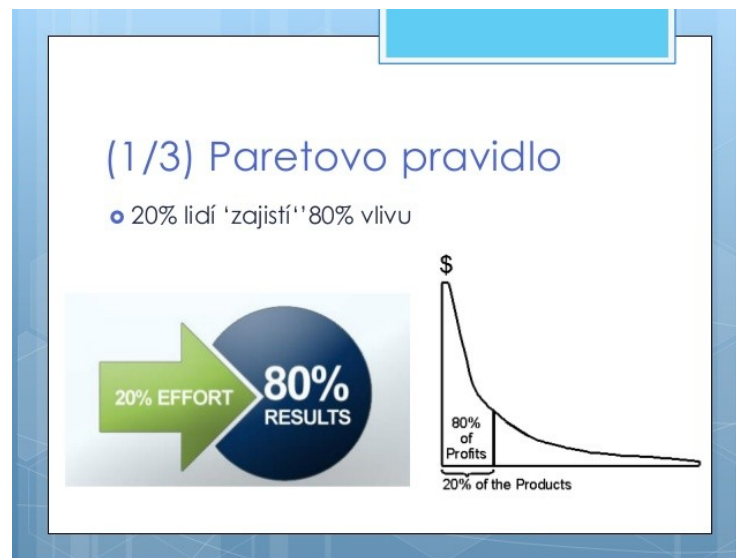 (1/3) Paretovo pravidlo
20% lidí ‘zajistí‘’80% vlivu
20% EFFORT
80%
RESULTS
$
80%
of
Profits
20% of the Products